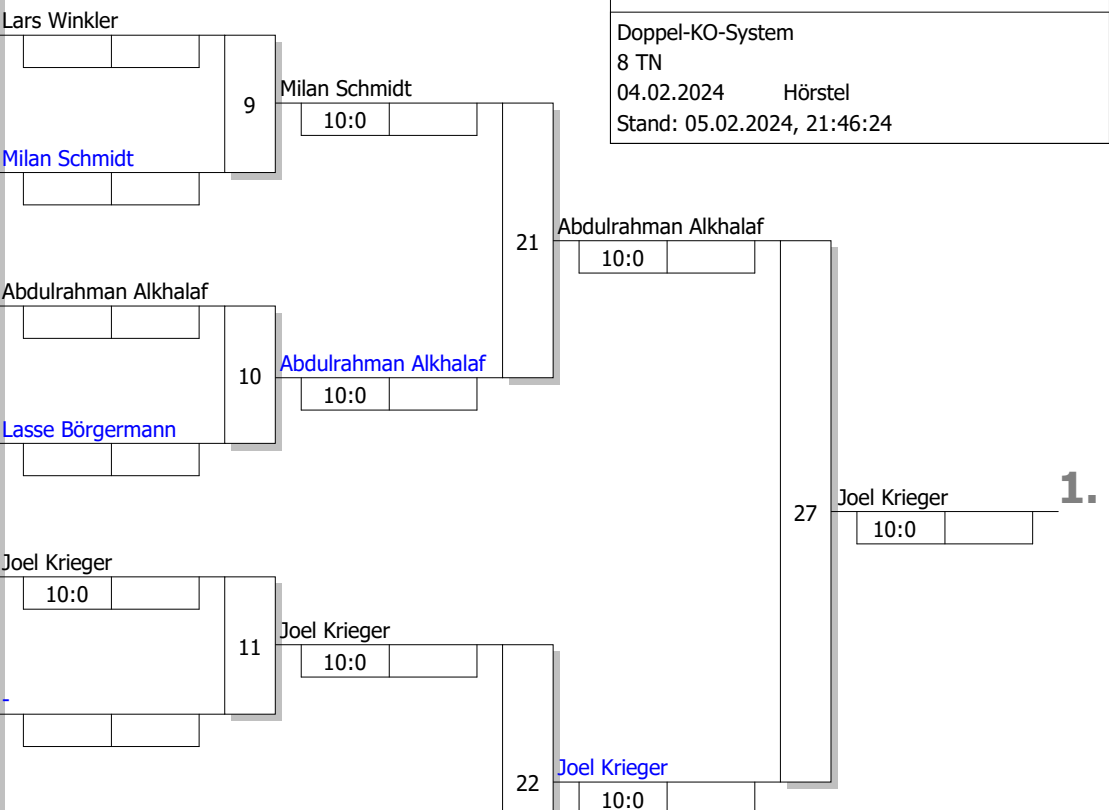 Lars Winkler
Doppel-KO-System
8 TN
04.02.2024 Hörstel
Stand: 05.02.2024, 21:46:24
9
Milan Schmidt
10:0
Milan Schmidt
21
Abdulrahman Alkhalaf
10:0
Abdulrahman Alkhalaf
10
Abdulrahman Alkhalaf
10:0
Lasse Börgermann
27
Joel Krieger
1.
10:0
Joel Krieger
10:0
11
Joel Krieger
10:0
-
22
Joel Krieger
10:0